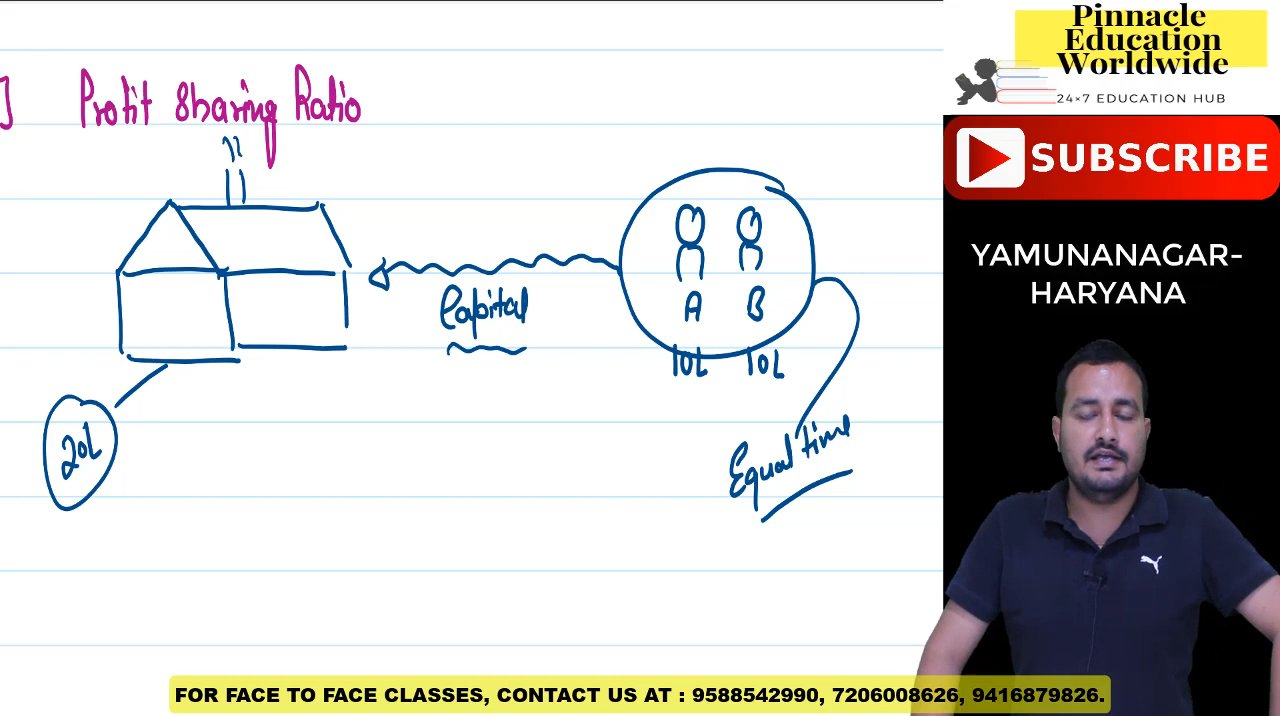 ] Profit Sharing Ratio
Capital
A B
10L 10L
20L
Equal Time
Pinnacle
Education
Worldwide
24×7 EDUCATION HUB
SUBSCRIBE
YAMUNANAGAR-
HARYANA
FOR FACE TO FACE CLASSES, CONTACT US AT : 9588542990, 7206008626, 9416879826.